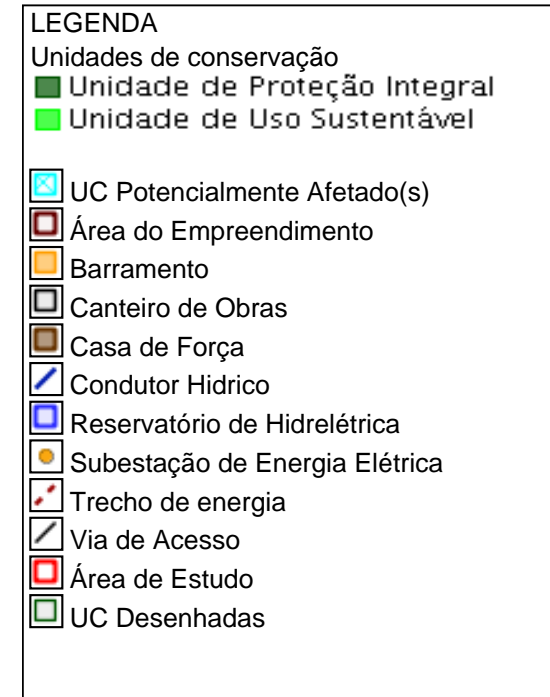 LEGENDA
Unidades de conservação
Unidade de Proteção Integral
Unidade de Uso Sustentável
UC Potencialmente Afetado(s)
Área do Empreendimento
Barramento
Canteiro de Obras
Casa de Força
Condutor Hidrico
Reservatório de Hidrelétrica
Subestação de Energia Elétrica
Trecho de energia
Via de Acesso
Área de Estudo
UC Desenhadas